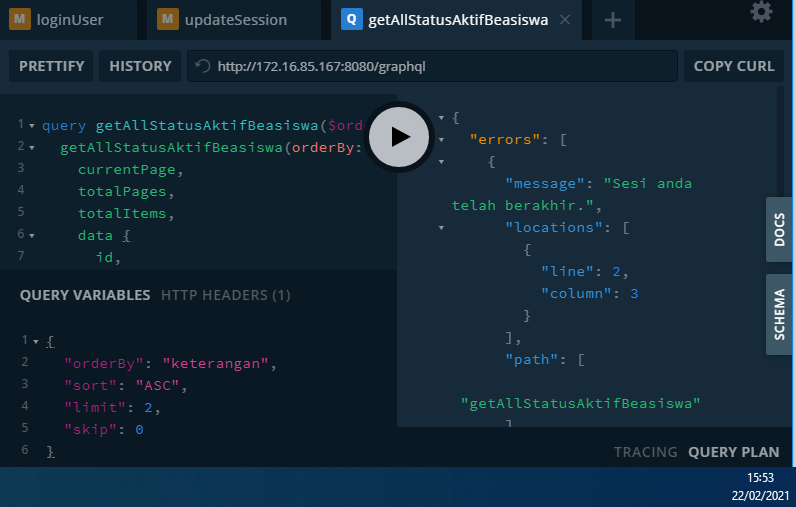 M loginUser
M updateSession
Q getAllStatusAktifBeasiswa ×
+
PRETTIFY
HISTORY
http://172.16.85.167:8080/graphql
COPY CURL
1 query getAllStatusAktifBeasiswa($ord
2 getAllStatusAktifBeasiswa(orderBy:
3 currentPage,
4 totalPages,
5 totalItems,
6 data {
7 id,
QUERY VARIABLES HTTP HEADERS (1)
1 {
2 "orderBy": "keterangan",
3 "sort": "ASC",
4 "limit": 2,
5 "skip": 0
6 }
{
"errors": [
{
"message": "Sesi anda
telah berakhir.",
"locations": [
{
"line": 2,
"column": 3
}
],
"path": [
"getAllStatusAktifBeasiswa"
]
DOCS
SCHEMA
TRACING QUERY PLAN
15:53
22/02/2021